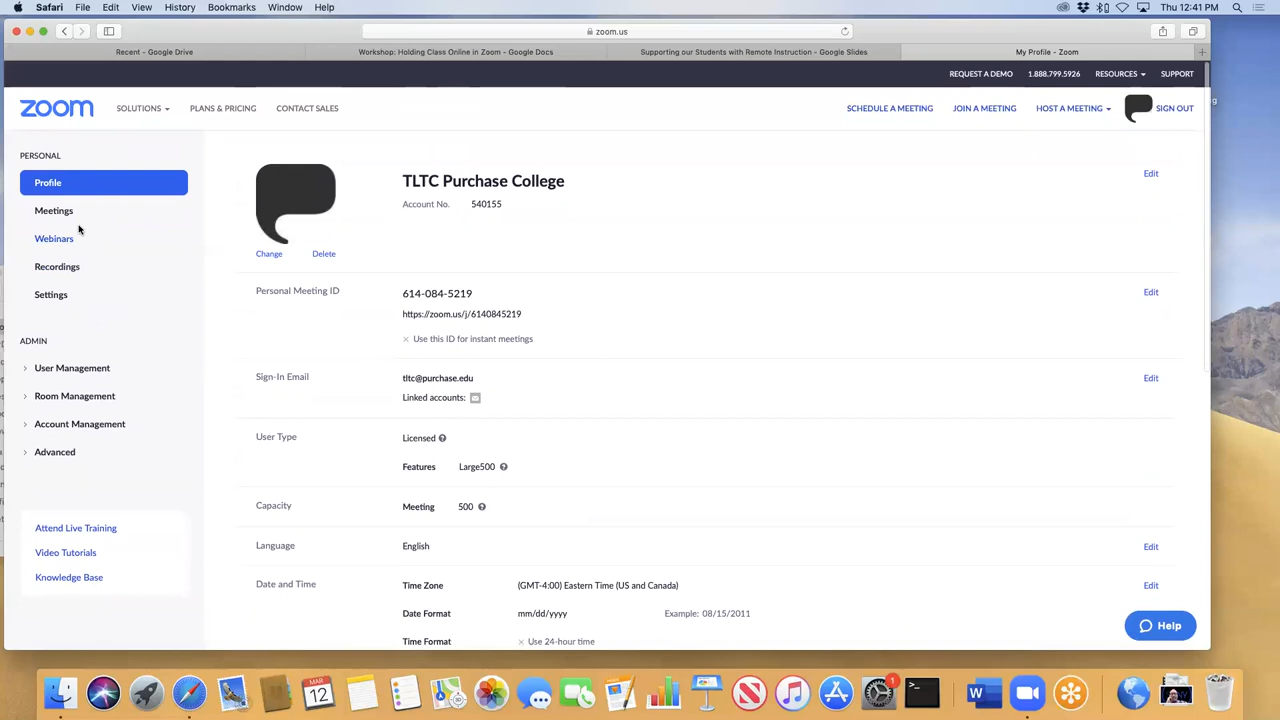 Safari File Edit View History Bookmarks Window Help Thu 12:41 PM
zoom.us
Recent - Google Drive Workshop: Holding Class Online in Zoom - Google Docs Supporting our Students with Remote Instruction - Google Slides My Profile - Zoom
REQUEST A DEMO 1.888.799.5926 RESOURCES SUPPORT
zoom SOLUTIONS PLANS & PRICING CONTACT SALES SCHEDULE A MEETING JOIN A MEETING HOST A MEETING SIGN OUT
PERSONAL
Profile
Meetings
Webinars
Recordings
Settings
ADMIN
User Management
Room Management
Account Management
Advanced
Attend Live Training
Video Tutorials
Knowledge Base
TLTC Purchase College Edit
Account No. 540155
Change Delete
Personal Meeting ID 614-084-5219 Edit
https://zoom.us/j/6140845219
× Use this ID for instant meetings
Sign-In Email tltc@purchase.edu Edit
Linked accounts:
User Type Licensed
Features Large500
Capacity Meeting 500
Language English Edit
Date and Time Time Zone (GMT-4:00) Eastern Time (US and Canada) Edit
Date Format mm/dd/yyyy Example: 08/15/2011
Time Format × Use 24-hour time
Help
MAR
12
1